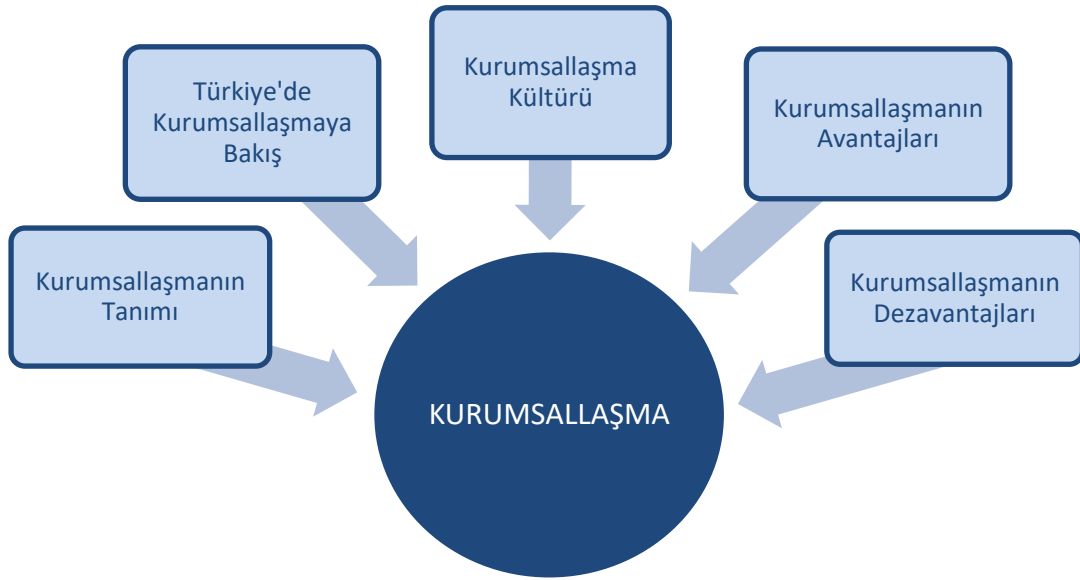 Kurumsallaşmanın
Tanımı
Türkiye'de
Kurumsallaşmaya
Bakış
Kurumsallaşma
Kültürü
Kurumsallaşmanın
Avantajları
Kurumsallaşmanın
Dezavantajları
KURUMSALLAŞMA